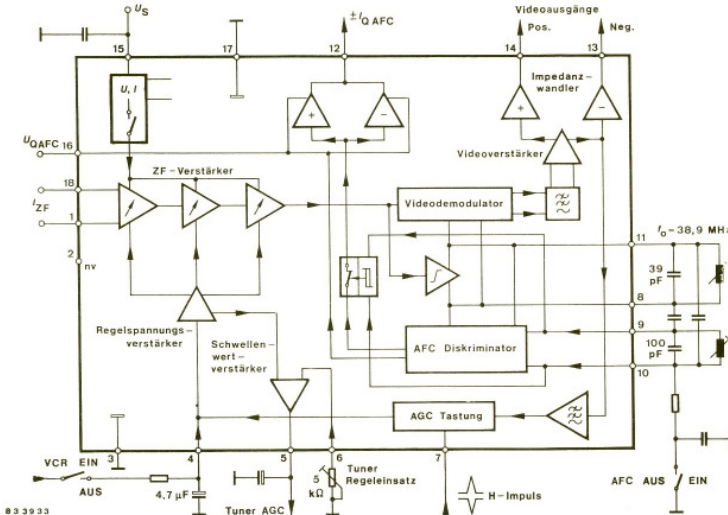 U_S
±I_Q AFC
Videoausgänge
Pos.
Neg.
15
17
12
14
13
U, I
Impedanz-
wandler
U_QAFC
16
+
-
+
-
Videoverstärker
ZF-Verstärker
18
I_ZF
1
Videodemodulator
2
nv
11
f_o-38,9 MHz
39
pF
8
Regelspannungs-
verstärker
Schwellen-
wert-
verstärker
AFC Diskriminator
9
100
pF
10
AGC Tastung
3
4
5
6
7
VCR EIN
AUS
4,7 µF
5
kΩ
Tuner
Regeleinsatz
Tuner AGC
H-Impuls
AFC AUS
EIN
833933